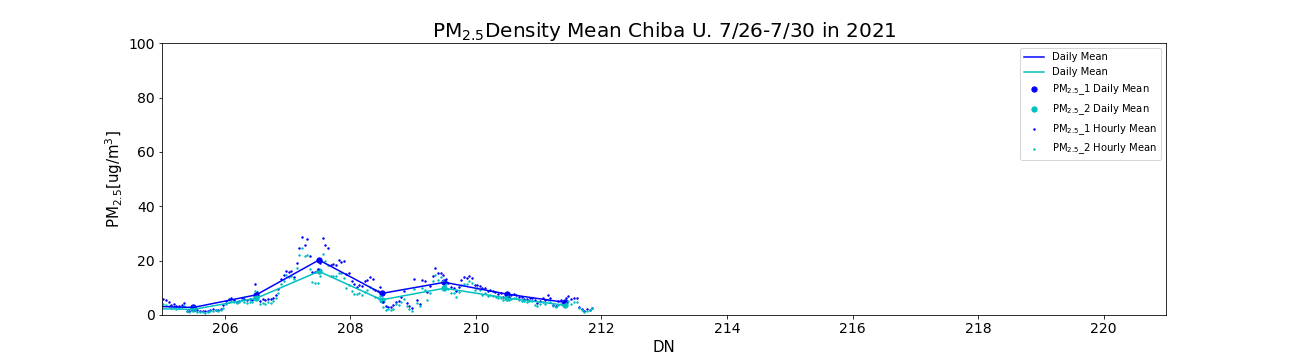 PM2.5Density Mean Chiba U. 7/26-7/30 in 2021
PM2.5[ug/m3]
100
80
60
40
20
0
206 208 210 212 214 216 218 220
DN
Daily Mean
Daily Mean
PM2.5_1 Daily Mean
PM2.5_2 Daily Mean
PM2.5_1 Hourly Mean
PM2.5_2 Hourly Mean